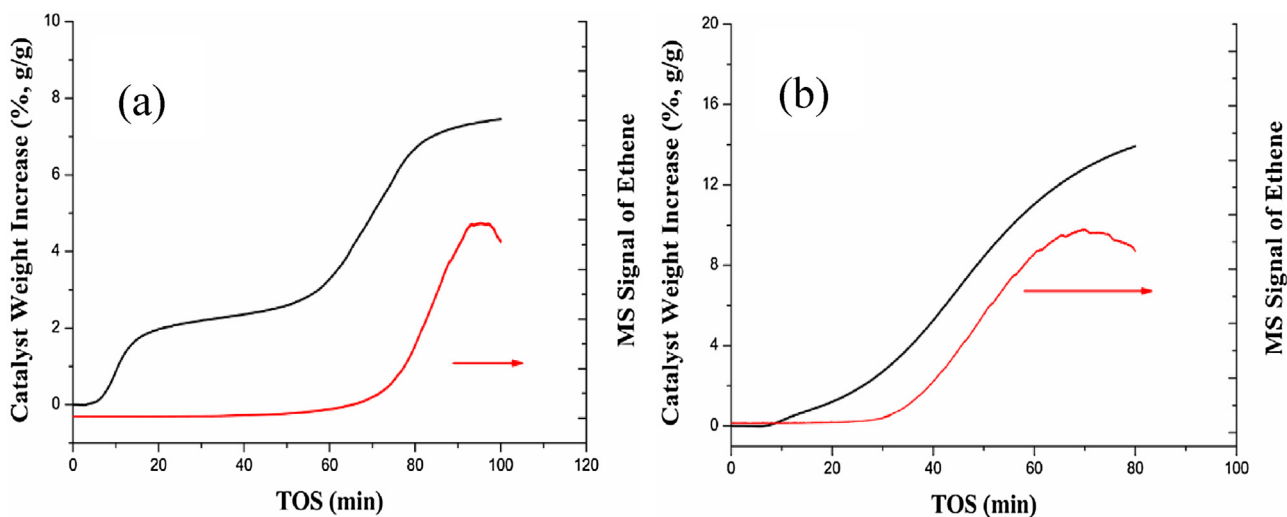 (a)
Catalyst Weight Increase (%, g/g)
10
8
6
4
2
0
0 20 40 60 80 100 120
TOS (min)
MS Signal of Ethene
(b)
Catalyst Weight Increase (%, g/g)
20
16
12
8
4
0
0 20 40 60 80 100
TOS (min)
MS Signal of Ethene